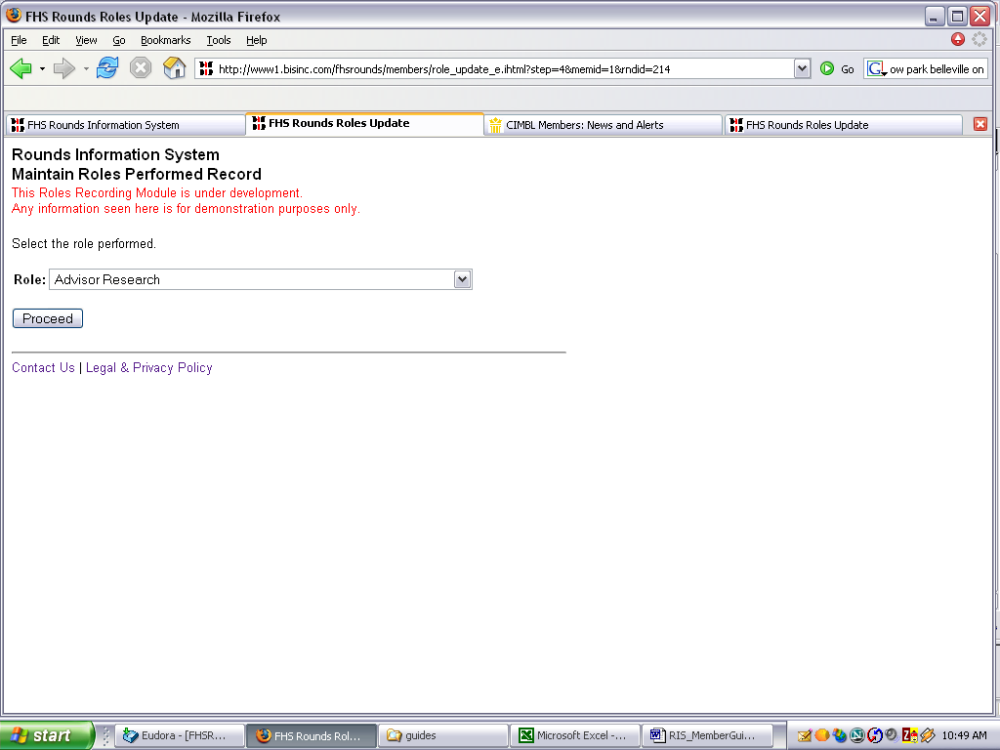 FHS Rounds Roles Update - Mozilla Firefox
File Edit View Go Bookmarks Tools Help
http://www1.bisinc.com/fhsrounds/members/role_update_e.ihtml?step=4&memid=1&rndid=214 Go G ow park belleville on
FHS Rounds Information System FHS Rounds Roles Update CIMBL Members: News and Alerts FHS Rounds Roles Update
Rounds Information System
Maintain Roles Performed Record
This Roles Recording Module is under development.
Any information seen here is for demonstration purposes only.
Select the role performed.
Role: Advisor Research
Proceed
Contact Us | Legal & Privacy Policy
start Eudora - [FHSR... FHS Rounds Rol... guides Microsoft Excel -... RIS_MemberGui... 10:49 AM